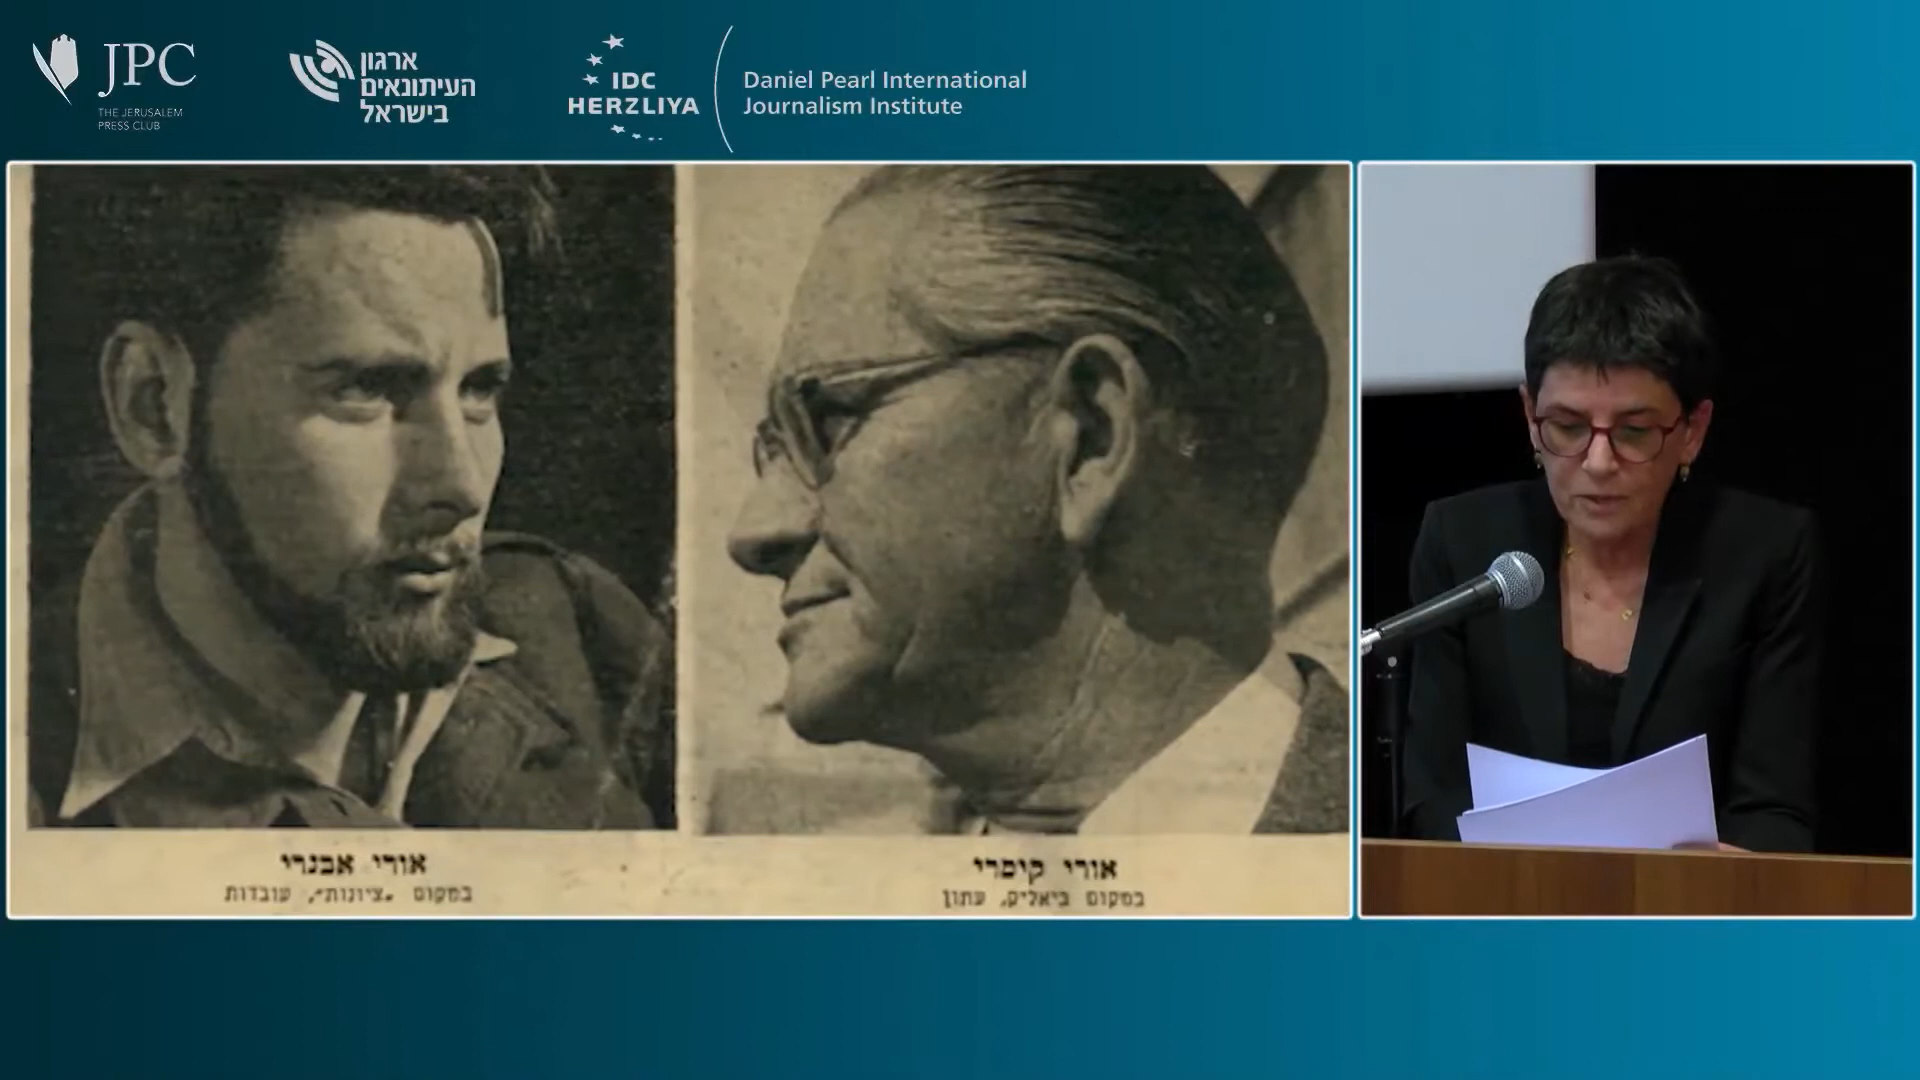 JPC
THE JERUSALEM
PRESS CLUB
ארגון
העיתונאים
בישראל
IDC
HERZLIYA
Daniel Pearl International
Journalism Institute
אורי אבנרי
במקום „ציונות”, עובדות
אורי קיסרי
במקום ביאליק, עתון